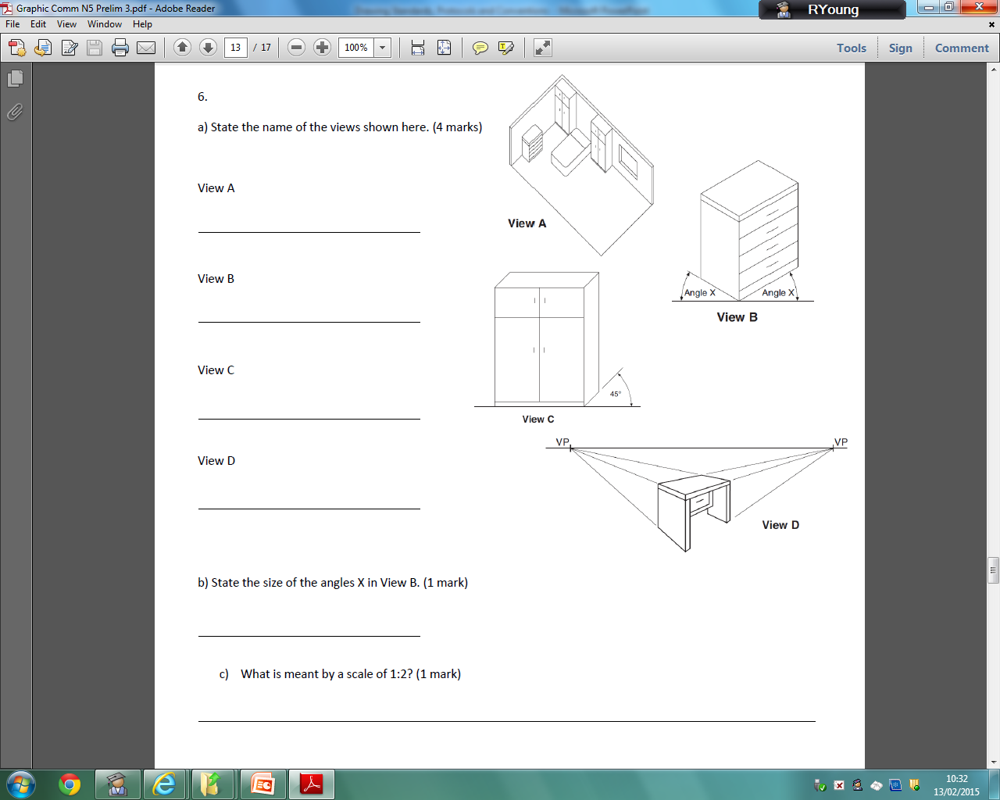 Graphic Comm N5 Prelim 3.pdf - Adobe Reader
RYoung
File Edit View Window Help
13 / 17
100%
Tools Sign Comment
6.
a) State the name of the views shown here. (4 marks)
View A
View A
View B
Angle X
Angle X
View B
View C
45°
View C
View D
VP
VP
View D
b) State the size of the angles X in View B. (1 mark)
c) What is meant by a scale of 1:2? (1 mark)
10:32
13/02/2015